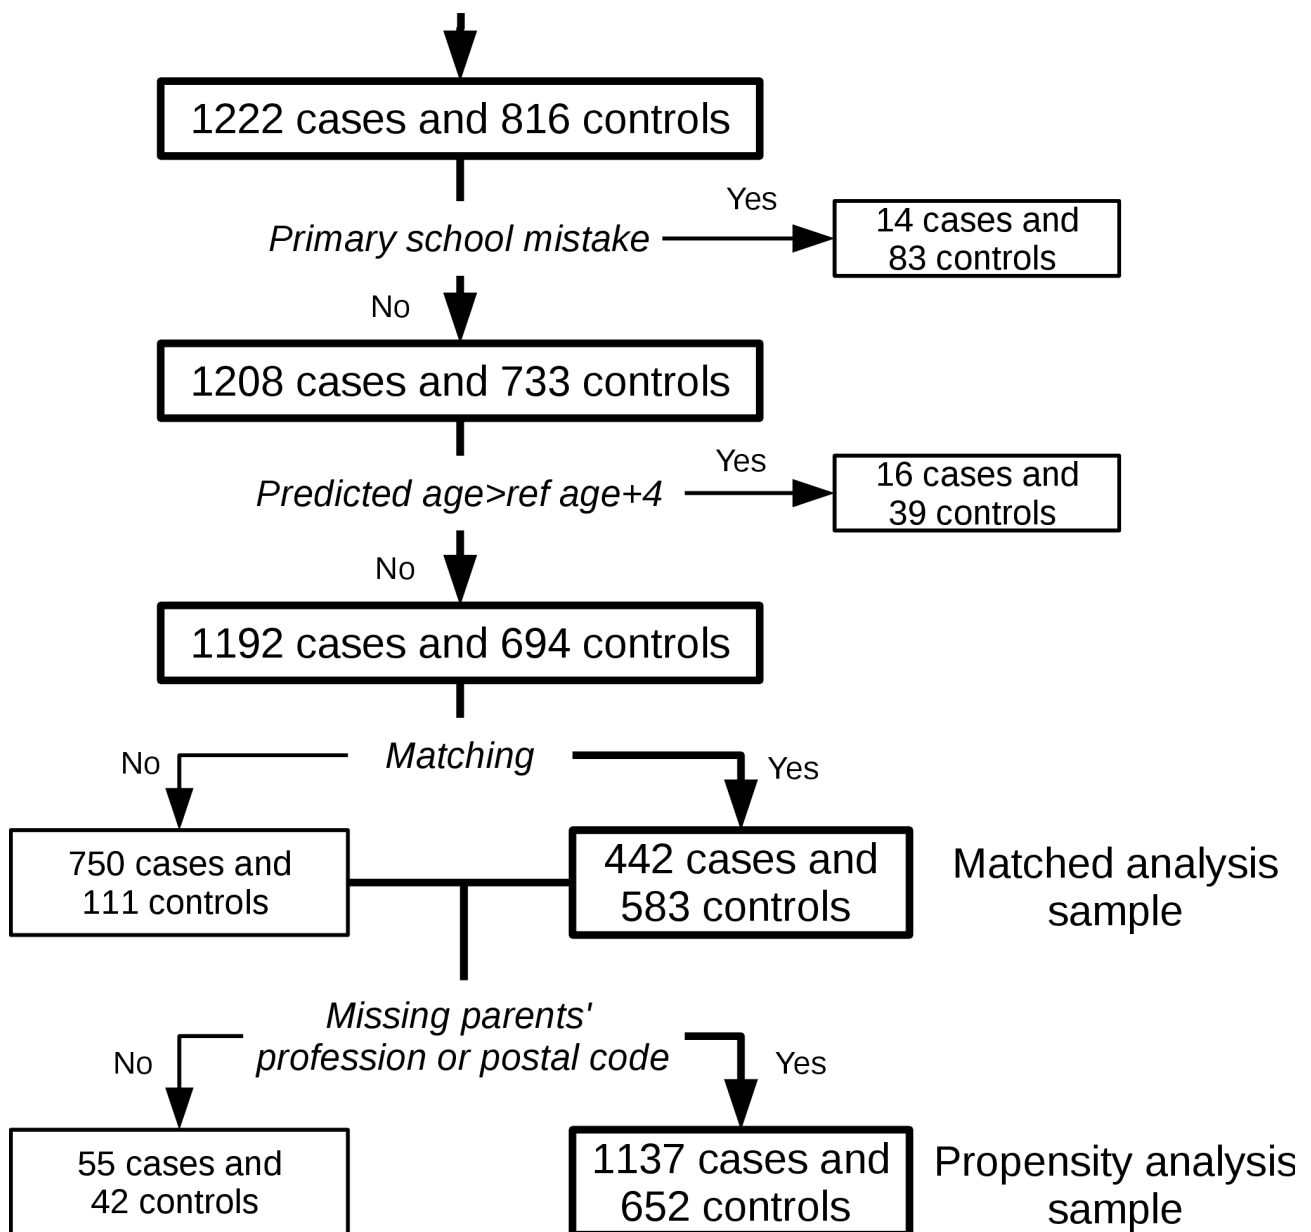 1222 cases and 816 controls
Yes
14 cases and
83 controls
Primary school mistake
No
1208 cases and 733 controls
Yes
16 cases and
39 controls
Predicted age>ref age+4
No
1192 cases and 694 controls
Matching
No
Yes
750 cases and
111 controls
442 cases and
583 controls
Matched analysis
sample
Missing parents'
profession or postal code
No
Yes
55 cases and
42 controls
1137 cases and
652 controls
Propensity analysis
sample